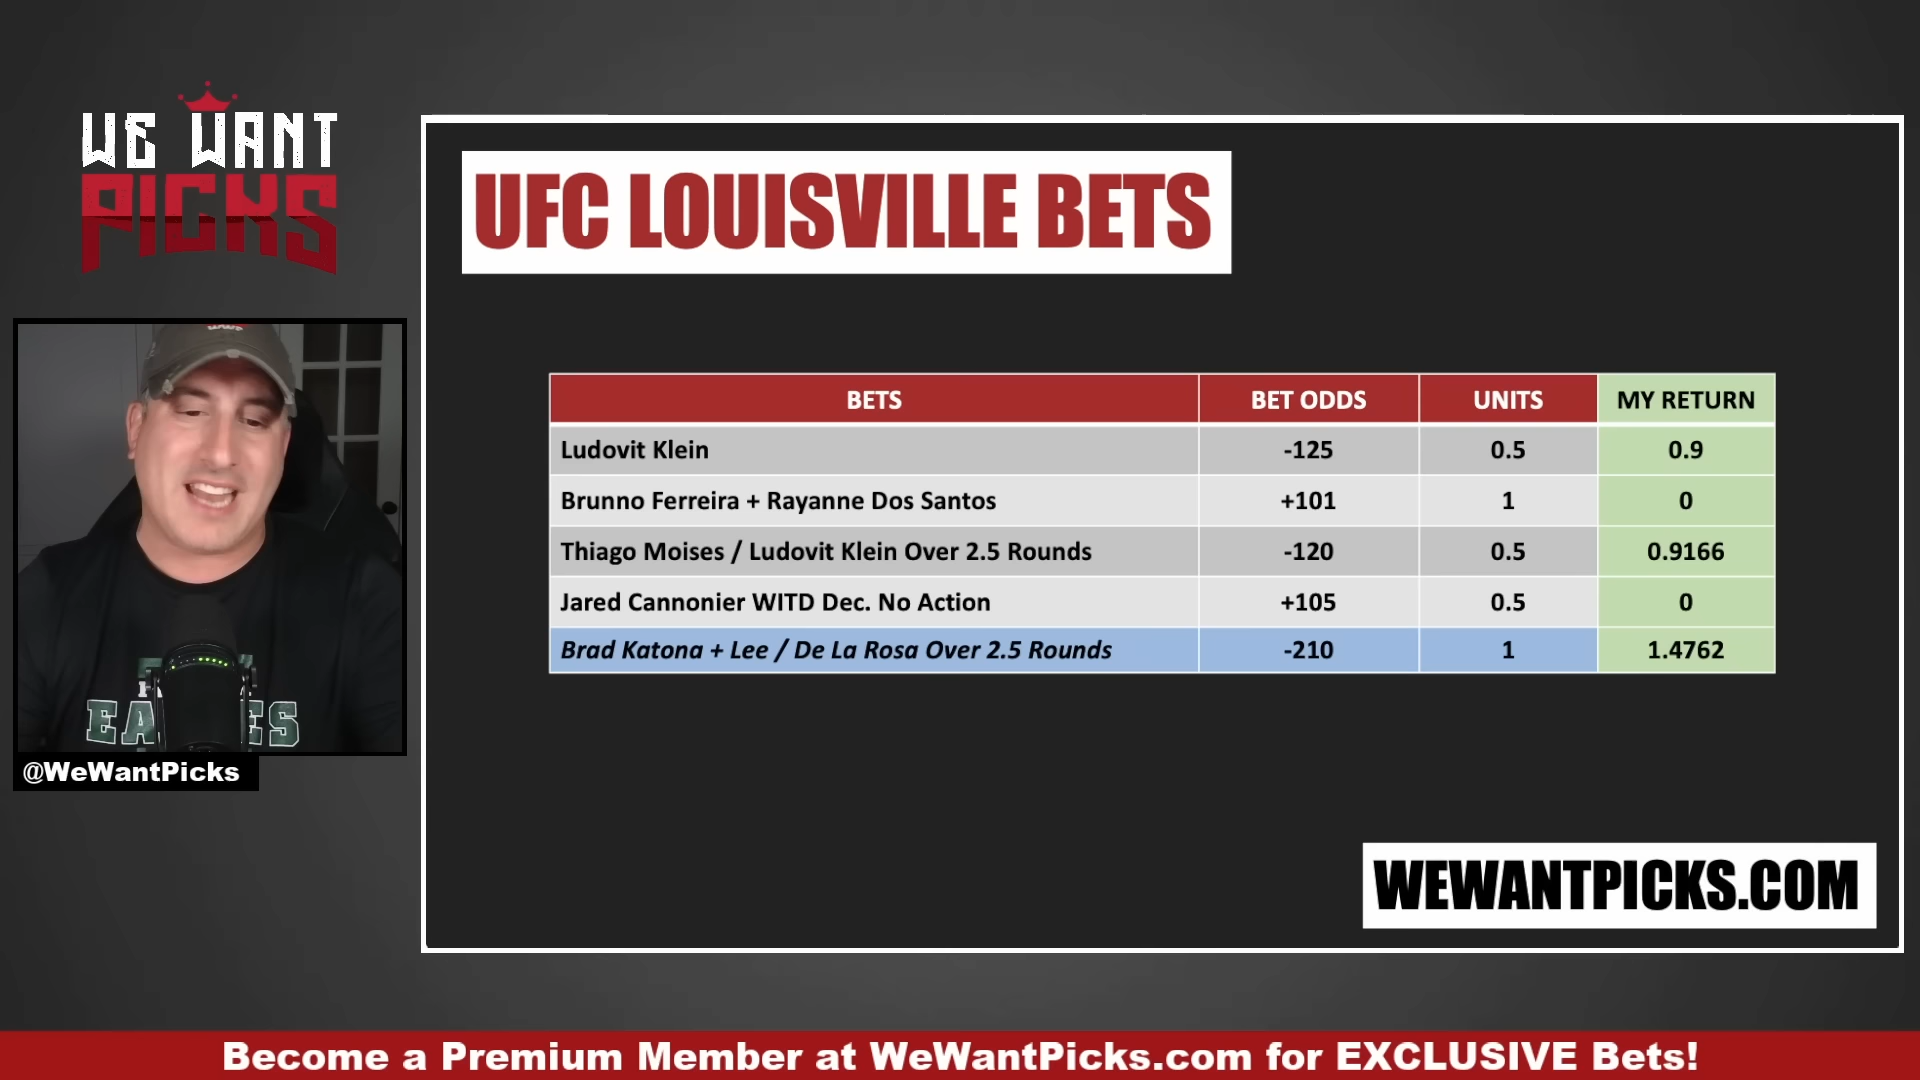 WE WANT
PICKS
UFC LOUISVILLE BETS
BETS BET ODDS UNITS MY RETURN
Ludovit Klein -125 0.5 0.9
Brunno Ferreira + Rayanne Dos Santos +101 1 0
Thiago Moises / Ludovit Klein Over 2.5 Rounds -120 0.5 0.9166
Jared Cannonier WITD Dec. No Action +105 0.5 0
Brad Katona + Lee / De La Rosa Over 2.5 Rounds -210 1 1.4762
@WeWantPicks
WEWANTPICKS.COM
Become a Premium Member at WeWantPicks.com for EXCLUSIVE Bets!